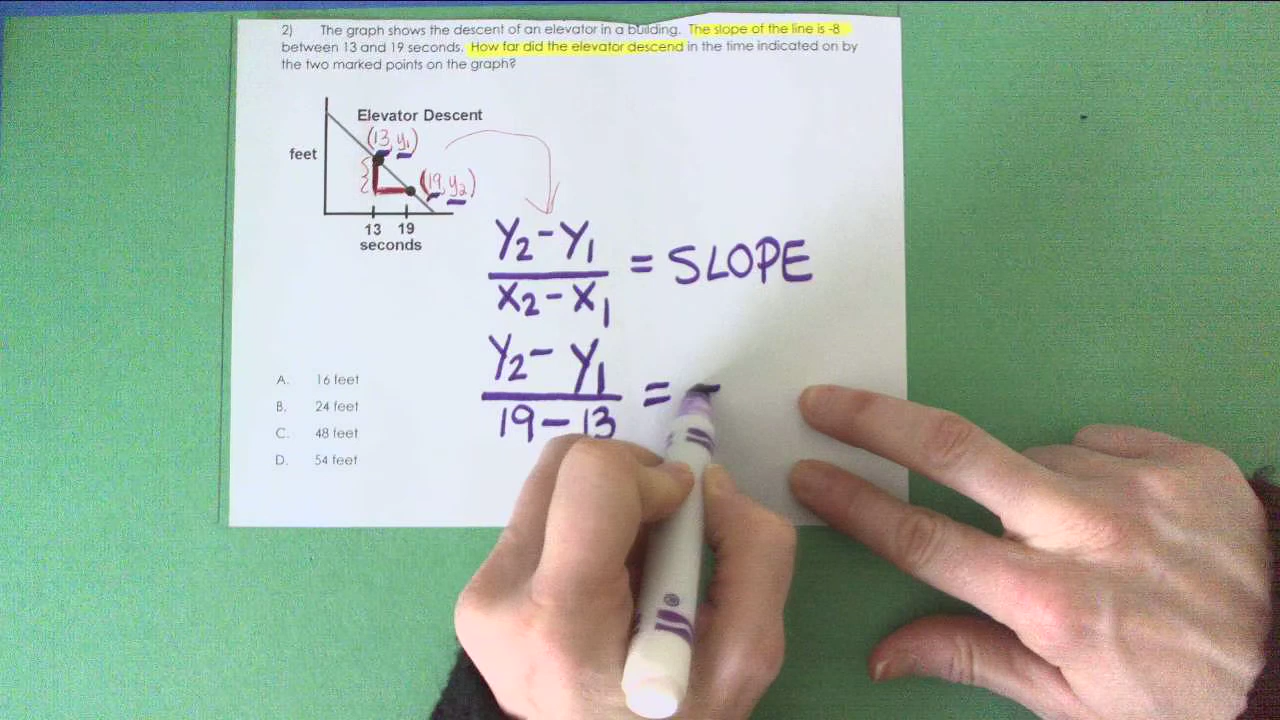 2) The graph shows the descent of an elevator in a building. The slope of the line is -8
between 13 and 19 seconds. How far did the elevator descend in the time indicated on by
the two marked points on the graph?
Elevator Descent
(13, y₁)
feet
(19, y₂)
13 19
seconds
Y₂ - Y₁
X₂ - X₁
= SLOPE
Y₂ - Y₁
19 - 13
= -
A. 16 feet
B. 24 feet
C. 48 feet
D. 54 feet